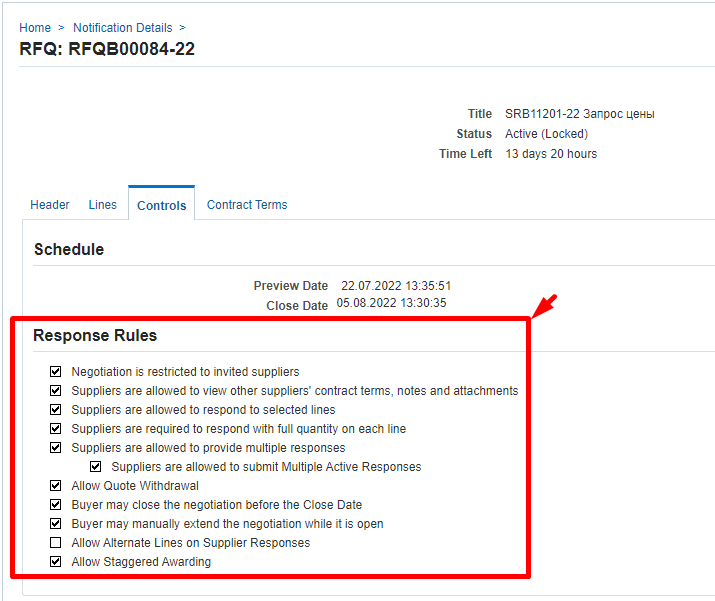 Home > Notification Details >
RFQ: RFQB00084-22
Title SRB11201-22 Запрос цены
Status Active (Locked)
Time Left 13 days 20 hours
Header Lines Controls Contract Terms
Schedule
Preview Date 22.07.2022 13:35:51
Close Date 05.08.2022 13:30:35
Response Rules
Negotiation is restricted to invited suppliers
Suppliers are allowed to view other suppliers' contract terms, notes and attachments
Suppliers are allowed to respond to selected lines
Suppliers are required to respond with full quantity on each line
Suppliers are allowed to provide multiple responses
Suppliers are allowed to submit Multiple Active Responses
Allow Quote Withdrawal
Buyer may close the negotiation before the Close Date
Buyer may manually extend the negotiation while it is open
Allow Alternate Lines on Supplier Responses
Allow Staggered Awarding